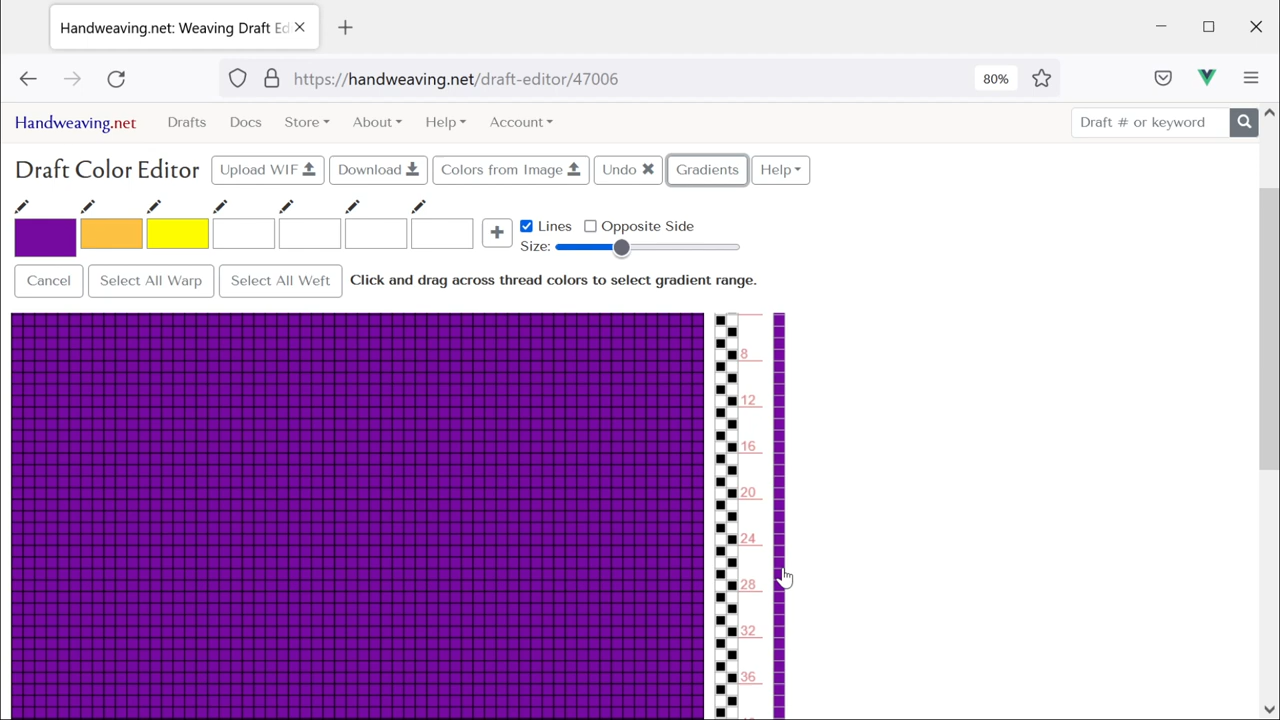 Handweaving.net: Weaving Draft Ed
https://handweaving.net/draft-editor/47006
80%
Handweaving.net Drafts Docs Store About Help Account
Draft # or keyword
Draft Color Editor Upload WIF Download Colors from Image Undo Gradients Help
Lines Opposite Side
Size:
Cancel Select All Warp Select All Weft Click and drag across thread colors to select gradient range.
8
12
16
20
24
28
32
36